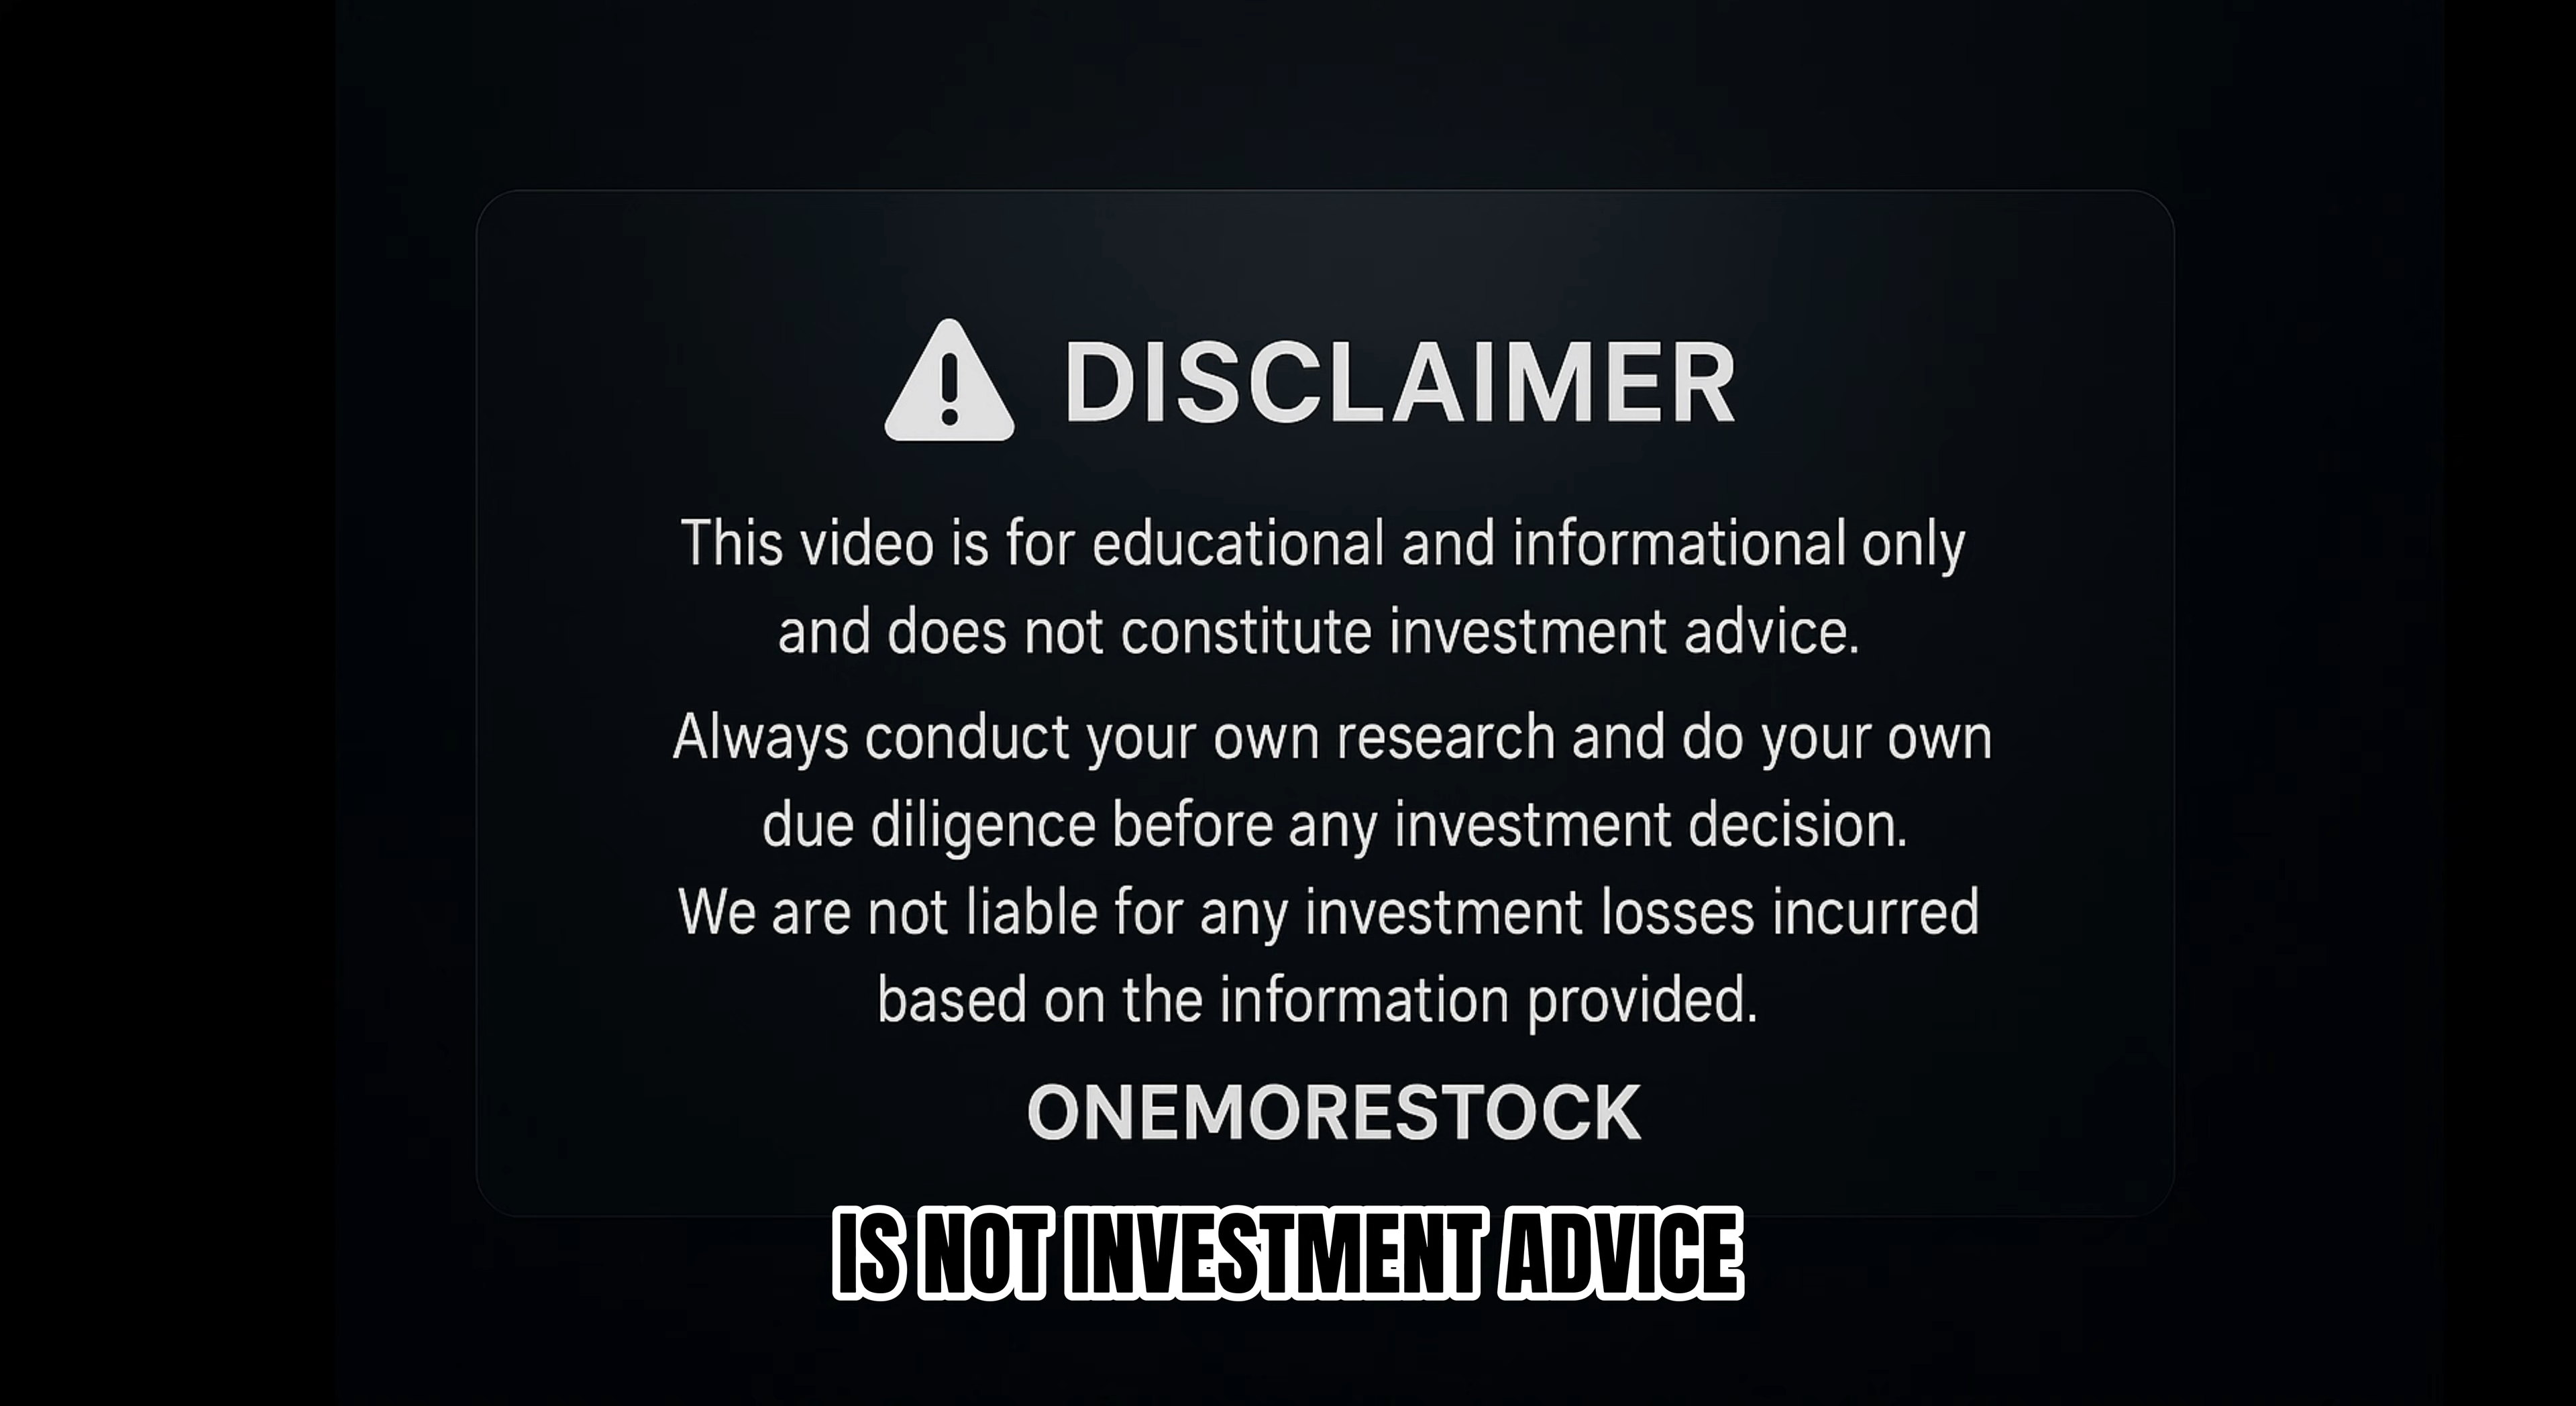 DISCLAIMER
This video is for educational and informational only
and does not constitute investment advice.
Always conduct your own research and do your own
due diligence before any investment decision.
We are not liable for any investment losses incurred
based on the information provided.
ONEMORESTOCK
IS NOT INVESTMENT ADVICE